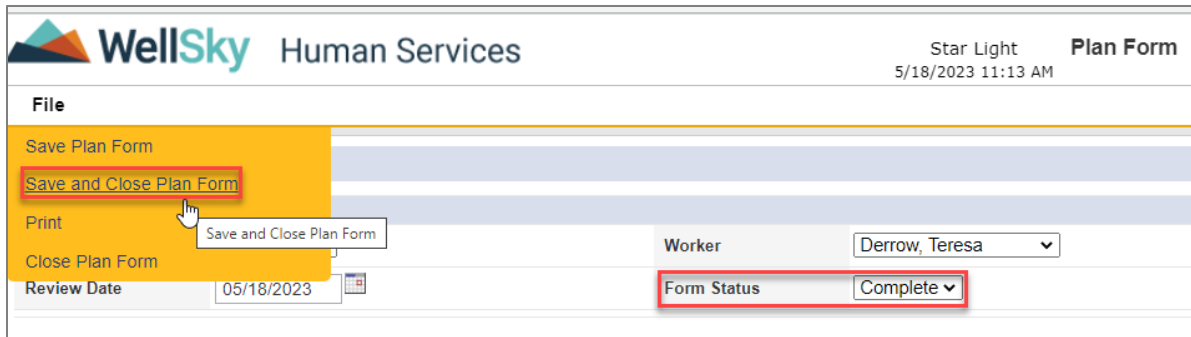 WellSky Human Services
Star Light
5/18/2023 11:13 AM
Plan Form
File
Save Plan Form
Save and Close Plan Form
Print
Save and Close Plan Form
Close Plan Form
Worker Derrow, Teresa
Review Date 05/18/2023 Form Status Complete